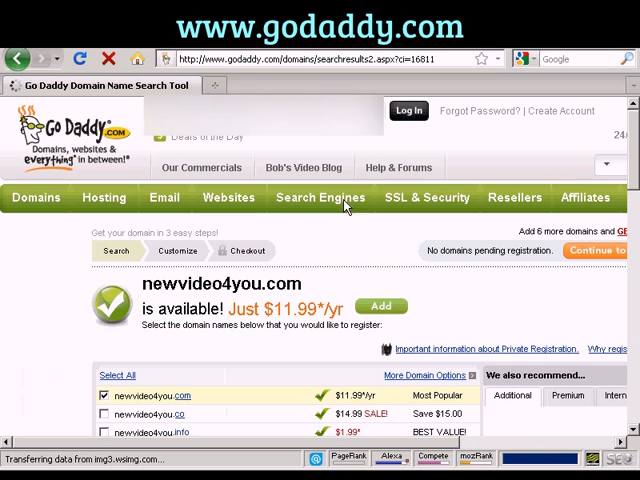 www.godaddy.com
http://www.godaddy.com/domains/searchresults2.aspx?ci=16811
Google
Go Daddy Domain Name Search Tool
Go Daddy .COM
Domains, websites &
everything* in between!®
Log In
Forgot Password? | Create Account
Deals of the Day
24/
Our Commercials
Bob's Video Blog
Help & Forums
Domains Hosting Email Websites Search Engines SSL & Security Resellers Affiliates
Get your domain in 3 easy steps!
Add 6 more domains and GE
Search Customize Checkout
No domains pending registration.
Continue to
newvideo4you.com
is available! Just $11.99*/yr Add
Select the domain names below that you would like to register:
Important information about Private Registration. Why regis
Select All More Domain Options
We also recommend...
newvideo4you.com $11.99*/yr Most Popular
Additional Premium Intern
newvideo4you.co $14.99 SALE! Save $15.00
newvideo4you.info $1.99* BEST VALUE!
Transferring data from img3.wsimg.com...
PageRank Alexa Compete mozRank